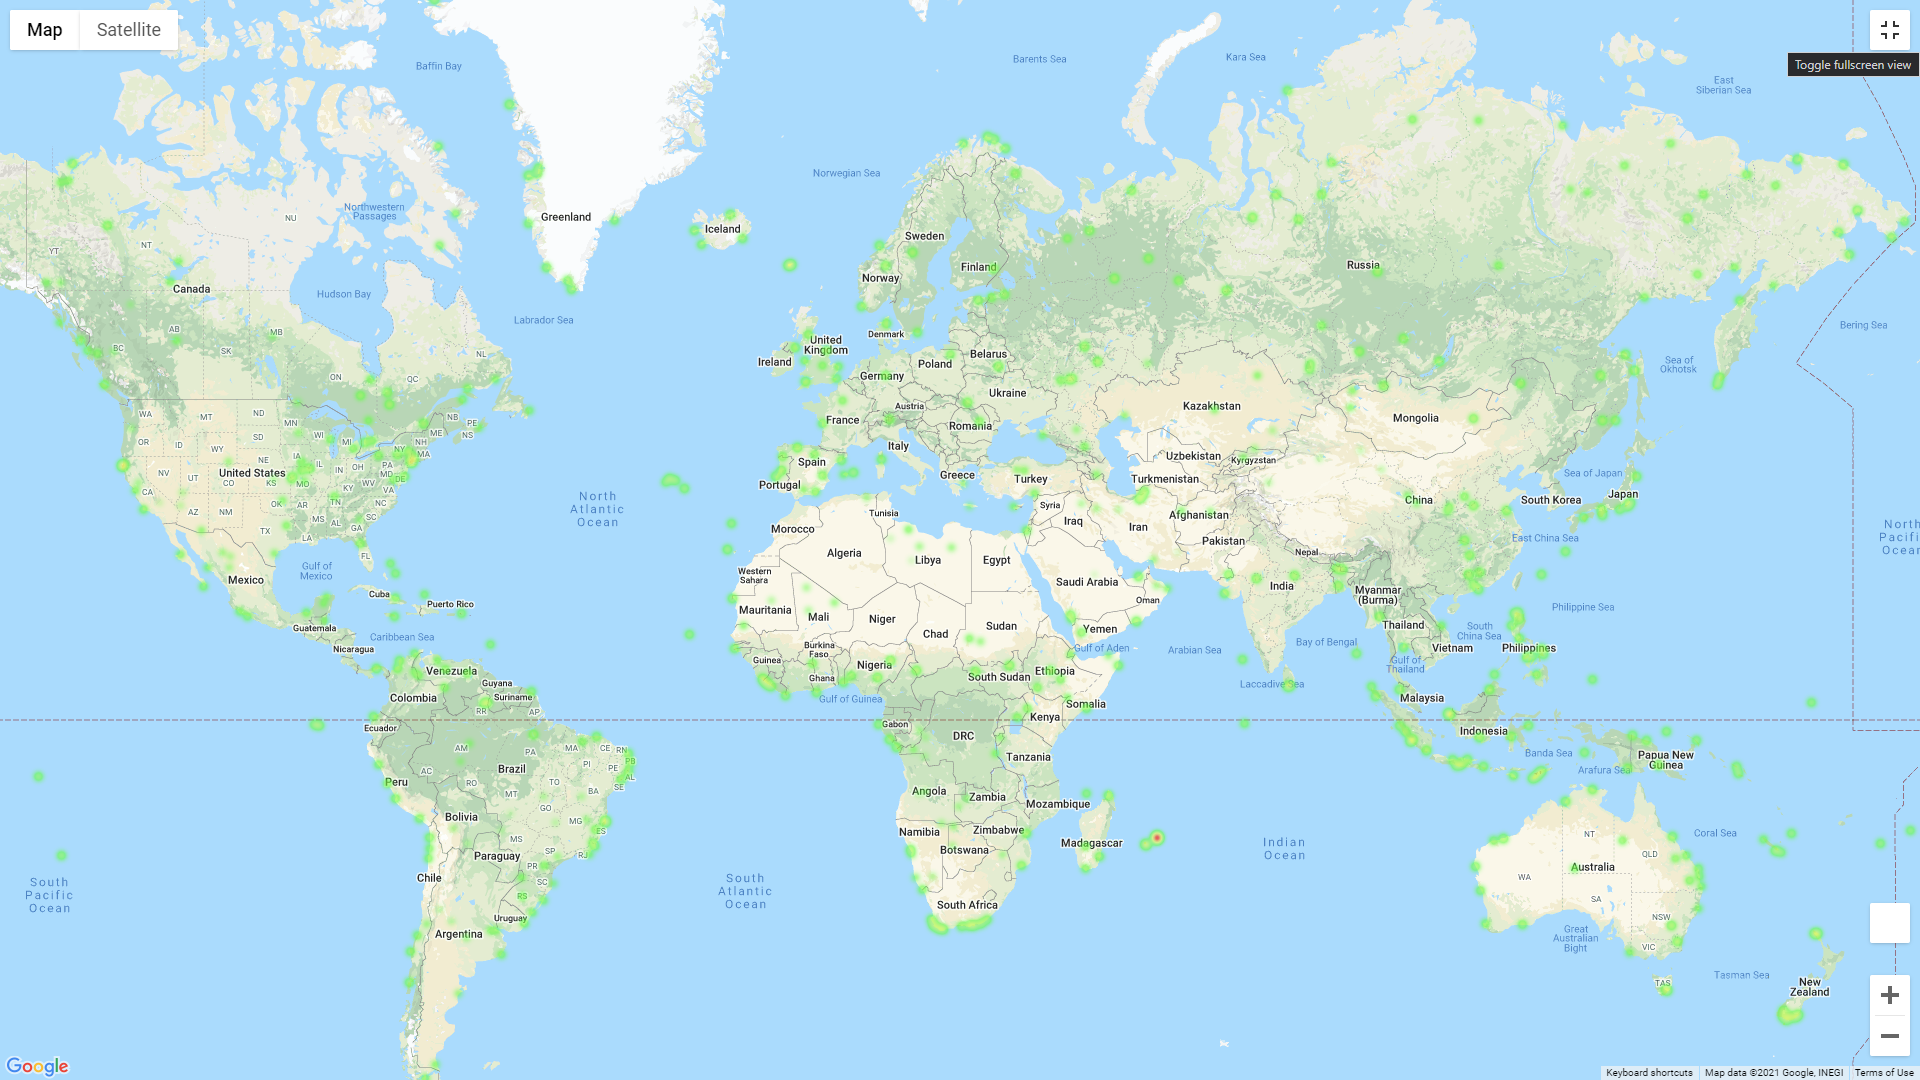 Map
Satellite
Toggle fullscreen view
Baffin Bay
Barents Sea
Kara Sea
East
Siberian Sea
Norwegian Sea
Northwestern
Passages
NU
Greenland
Iceland
YT
NT
Sweden
Finland
Norway
Russia
Canada
Hudson Bay
Labrador Sea
Bering Sea
AB
MB
BC
SK
ON
QC
NL
United
Kingdom
Ireland
Denmark
Belarus
Poland
Germany
Ukraine
Austria
France
Romania
Italy
Kazakhstan
Mongolia
Sea of
Okhotsk
WA
MT
ND
MN
OR
ID
SD
WI
MI
WY
NB
PE
NS
ME
NH
MA
NY
IA
NE
IL
IN
OH
PA
MD
DE
NV
UT
United States
CO
KS
MO
KY
WV
VA
CA
AZ
NM
OK
AR
TN
NC
SC
MS
AL
GA
TX
LA
FL
Spain
Portugal
Greece
Turkey
Uzbekistan
Kyrgyzstan
Turkmenistan
Syria
Iraq
Iran
Afghanistan
Pakistan
Nepal
China
South Korea
Japan
Sea of Japan
East China Sea
North
Atlantic
Ocean
North
Pacific
Ocean
Tunisia
Morocco
Algeria
Libya
Egypt
Western
Sahara
Saudi Arabia
Oman
India
Myanmar
(Burma)
Gulf of
Mexico
Mexico
Cuba
Puerto Rico
Guatemala
Nicaragua
Caribbean Sea
Mauritania
Mali
Niger
Chad
Sudan
Yemen
Gulf of Aden
Arabian Sea
Bay of Bengal
Thailand
Vietnam
Gulf of
Thailand
South
China Sea
Philippine Sea
Philippines
Burkina
Faso
Guinea
Ghana
Nigeria
South Sudan
Ethiopia
Somalia
Laccadive Sea
Malaysia
Venezuela
Guyana
Suriname
Colombia
RR
AP
Ecuador
Gulf of Guinea
Gabon
DRC
Kenya
Tanzania
Indonesia
Banda Sea
Arafura Sea
Papua New
Guinea
AM
PA
MA
CE
RN
PB
PI
PE
AL
SE
AC
RO
TO
BA
Brazil
Peru
MT
GO
Bolivia
MG
ES
MS
SP
RJ
Paraguay
PR
SC
RS
Chile
Uruguay
Argentina
Angola
Zambia
Mozambique
Namibia
Zimbabwe
Botswana
Madagascar
South Africa
South
Pacific
Ocean
South
Atlantic
Ocean
Indian
Ocean
Coral Sea
NT
QLD
Australia
WA
SA
NSW
VIC
Great
Australian
Bight
TAS
Tasman Sea
New
Zealand
Google
Keyboard shortcuts
Map data ©2021 Google, INEGI
Terms of Use